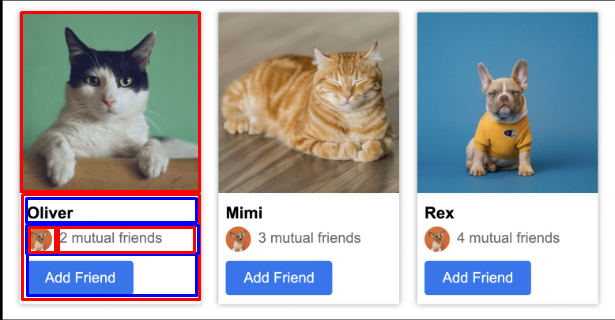 Oliver
2 mutual friends
Add Friend
Mimi
3 mutual friends
Add Friend
Rex
4 mutual friends
Add Friend